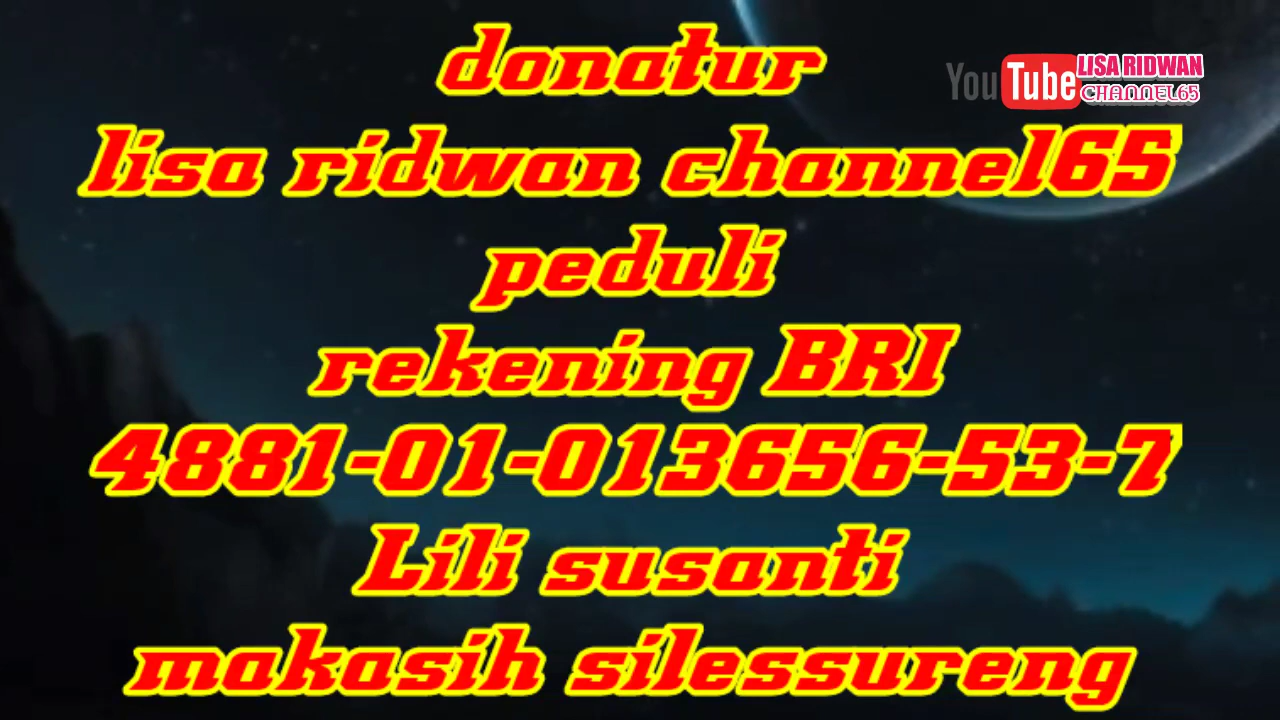 donatur
YouTube LISA RIDWAN
CHANNEL65
lisa ridwan channel65
peduli
rekening BRI
4881-01-013656-53-7
Lili susanti
makasih silessureng